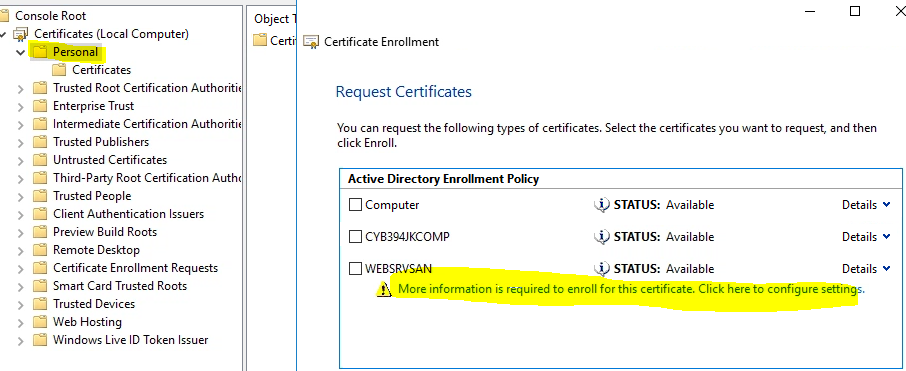 Console Root
Certificates (Local Computer)
Personal
Certificates
Trusted Root Certification Authoritie
Enterprise Trust
Intermediate Certification Authoritie
Trusted Publishers
Untrusted Certificates
Third-Party Root Certification Autho
Trusted People
Client Authentication Issuers
Preview Build Roots
Remote Desktop
Certificate Enrollment Requests
Smart Card Trusted Roots
Trusted Devices
Web Hosting
Windows Live ID Token Issuer
Object T
Certif
Certificate Enrollment
Request Certificates
You can request the following types of certificates. Select the certificates you want to request, and then
click Enroll.
Active Directory Enrollment Policy
Computer STATUS: Available Details
CYB394JKCOMP STATUS: Available Details
WEBSRVSAN STATUS: Available Details
More information is required to enroll for this certificate. Click here to configure settings.